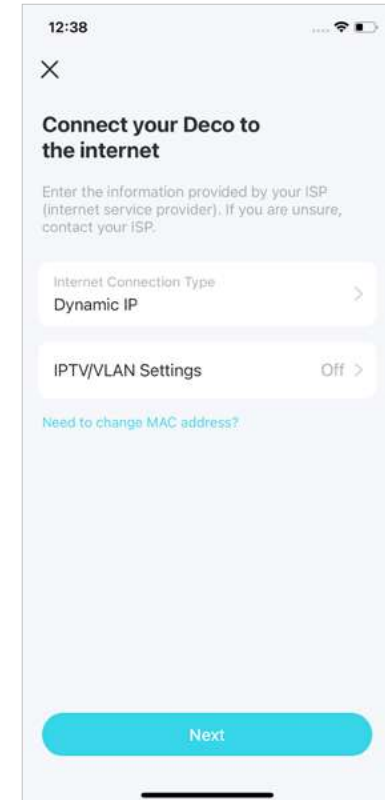 12:38
Connect your Deco to
the internet
Enter the information provided by your ISP
(internet service provider). If you are unsure,
contact your ISP.
Internet Connection Type
Dynamic IP
IPTV/VLAN Settings Off
Need to change MAC address?
Next